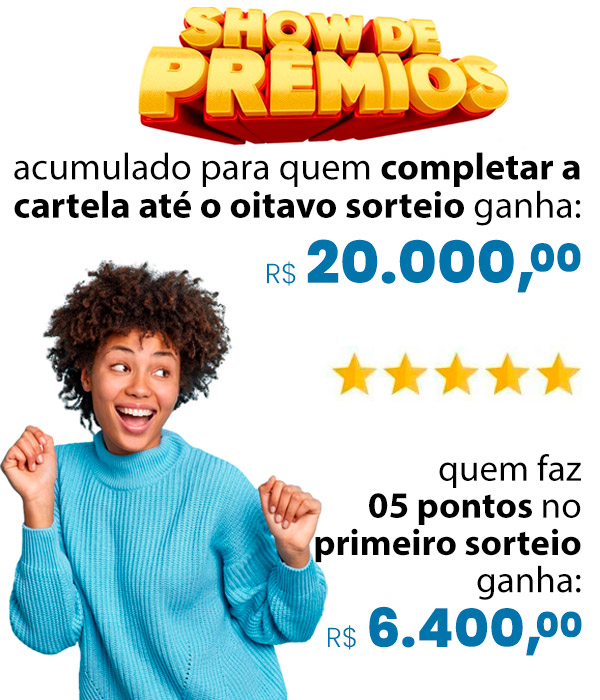 SHOW DE
PRÊMIOS
acumulado para quem completar a
cartela até o oitavo sorteio ganha:
R$ 20.000,00
quem faz
05 pontos no
primeiro sorteio
ganha:
R$ 6.400,00